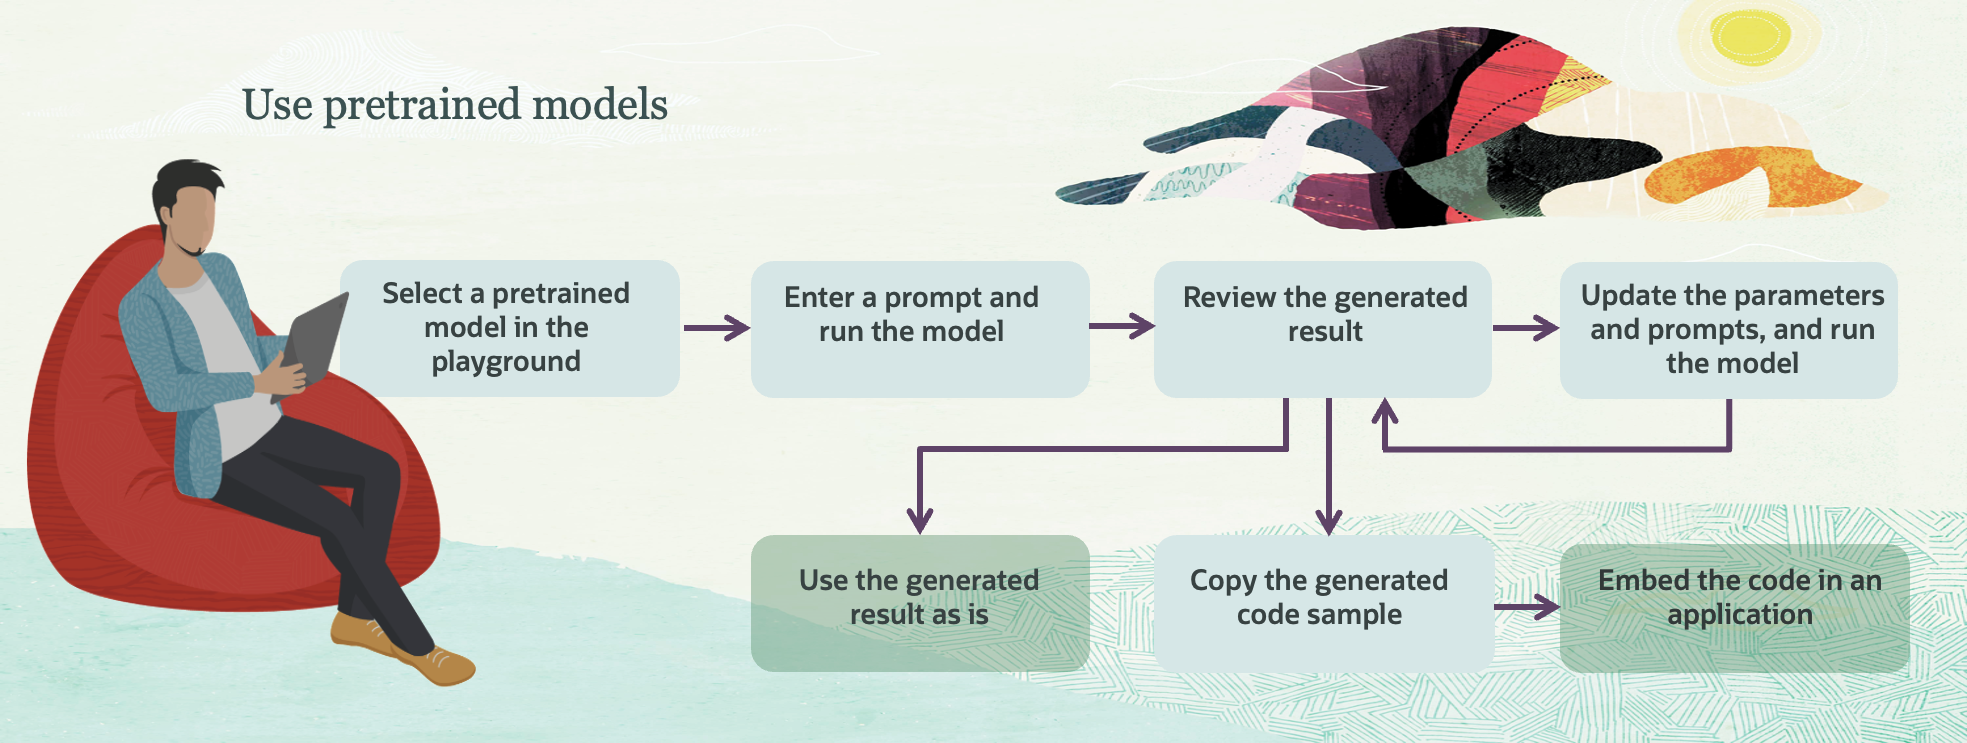 Use pretrained models
Select a pretrained
model in the
playground
Enter a prompt and
run the model
Review the generated
result
Update the parameters
and prompts, and run
the model
Use the generated
result as is
Copy the generated
code sample
Embed the code in an
application